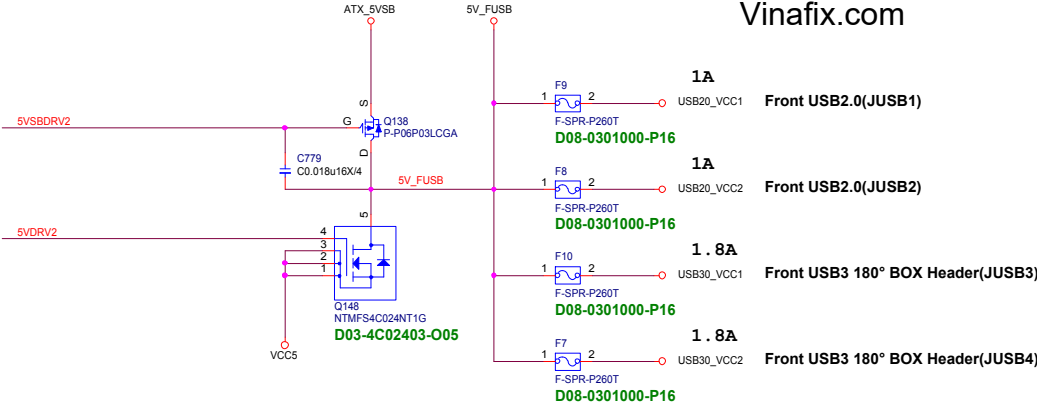 Vinafix.com
ATX_5VSB
5V_FUSB
1A
F9
1
2
USB20_VCC1
Front USB2.0(JUSB1)
F-SPR-P260T
D08-0301000-P16
S
5VSBDRV2
G
Q138
P-P06P03LCGA
D
C779
C0.018u16X/4
5V_FUSB
1A
F8
1
2
USB20_VCC2
Front USB2.0(JUSB2)
F-SPR-P260T
D08-0301000-P16
5
5VDRV2
4
3
2
1
Q148
NTMFS4C024NT1G
D03-4C02403-O05
VCC5
1.8A
F10
1
2
USB30_VCC1
Front USB3 180° BOX Header(JUSB3)
F-SPR-P260T
D08-0301000-P16
1.8A
F7
1
2
USB30_VCC2
Front USB3 180° BOX Header(JUSB4)
F-SPR-P260T
D08-0301000-P16